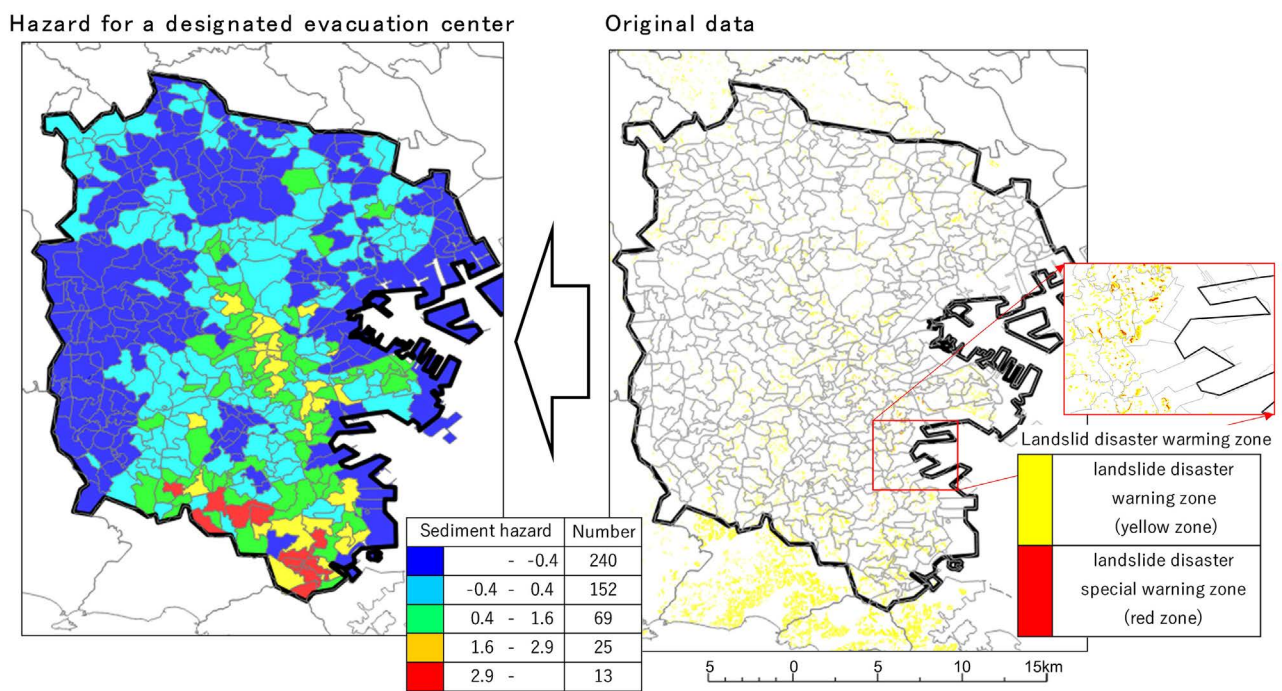 Hazard for a designated evacuation center
Original data
Landslid disaster warming zone
landslide disaster
warning zone
(yellow zone)
landslide disaster
special warning zone
(red zone)
Sediment hazard Number
- -0.4 240
-0.4 - 0.4 152
0.4 - 1.6 69
1.6 - 2.9 25
2.9 - 13
5 0 5 10 15km